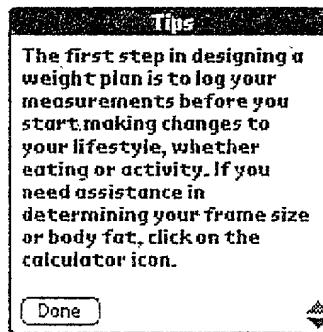 Tips
The first step in designing a
weight plan is to log your
measurements before you
start making changes to
your lifestyle, whether
eating or activity. If you
need assistance in
determining your frame size
or body fat, click on the
calculator icon.
Done